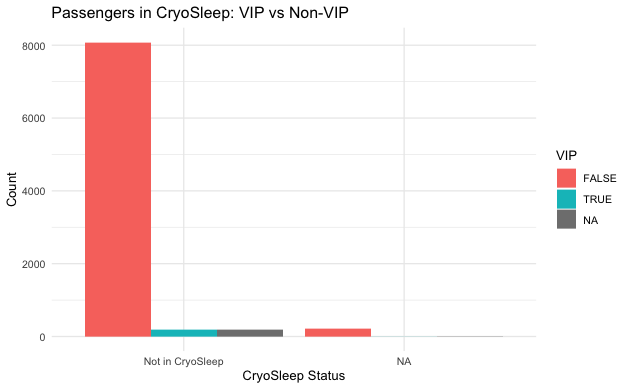 Passengers in CryoSleep: VIP vs Non-VIP
8000
6000
4000
2000
0
Count
Not in CryoSleep
NA
CryoSleep Status
VIP
FALSE
TRUE
NA